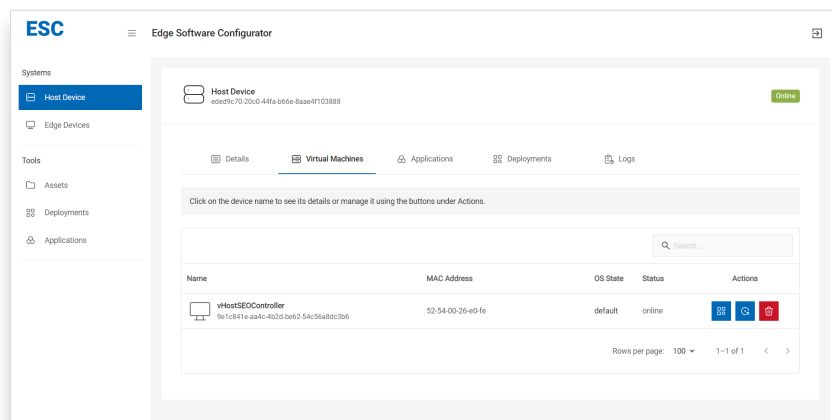 ESC
Edge Software Configurator
Systems
Host Device
Edge Devices
Tools
Assets
Deployments
Applications
Host Device
eded9c70-20c0-44fa-b66e-8aae4f103888
Online
Details Virtual Machines Applications Deployments Logs
Click on the device name to see its details or manage it using the buttons under Actions.
Search...
Name MAC Address OS State Status Actions
vHostSEOController
9e1c841e-aa4c-4b2d-be62-54c56a8dc3b6
52-54-00-26-e0-fe default online
Rows per page: 100 1–1 of 1